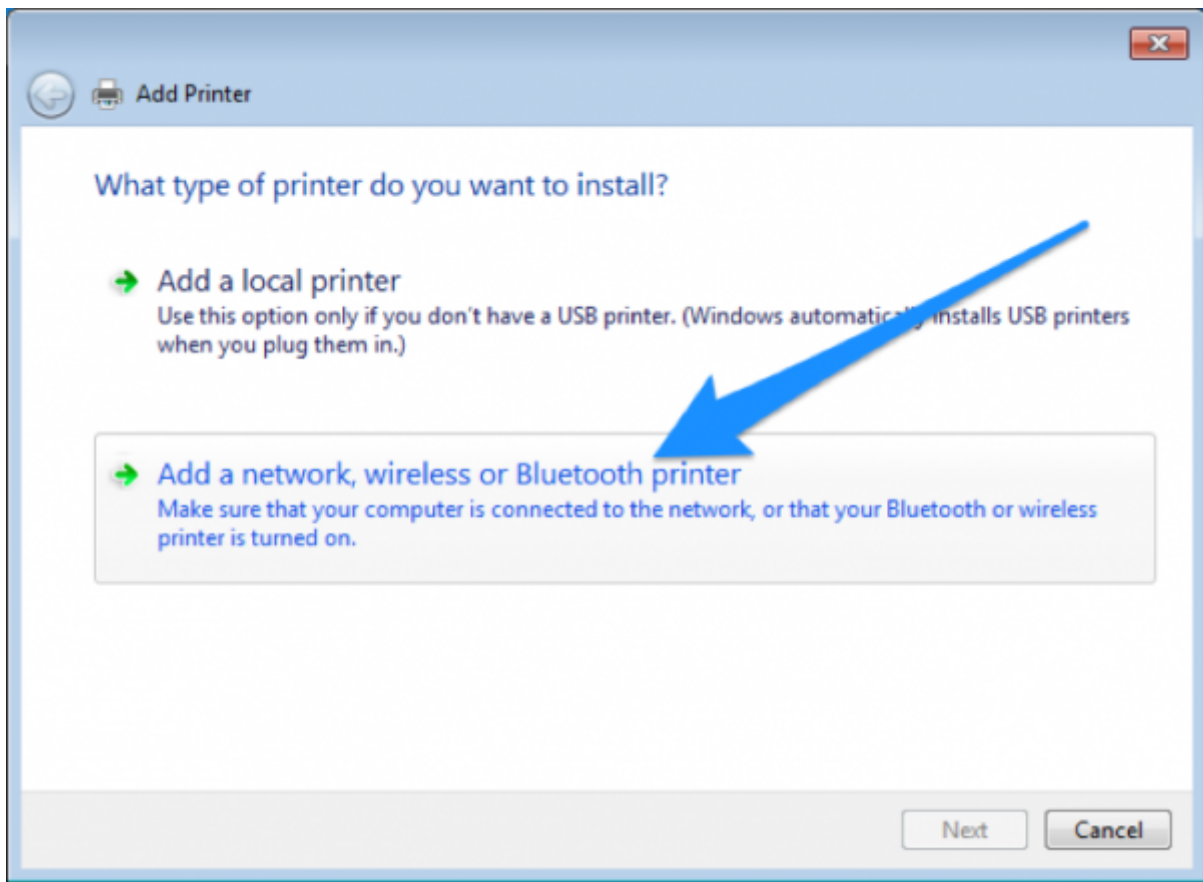 Add Printer
What type of printer do you want to install?
Add a local printer
Use this option only if you don't have a USB printer. (Windows automatically installs USB printers
when you plug them in.)
Add a network, wireless or Bluetooth printer
Make sure that your computer is connected to the network, or that your Bluetooth or wireless
printer is turned on.
Next Cancel